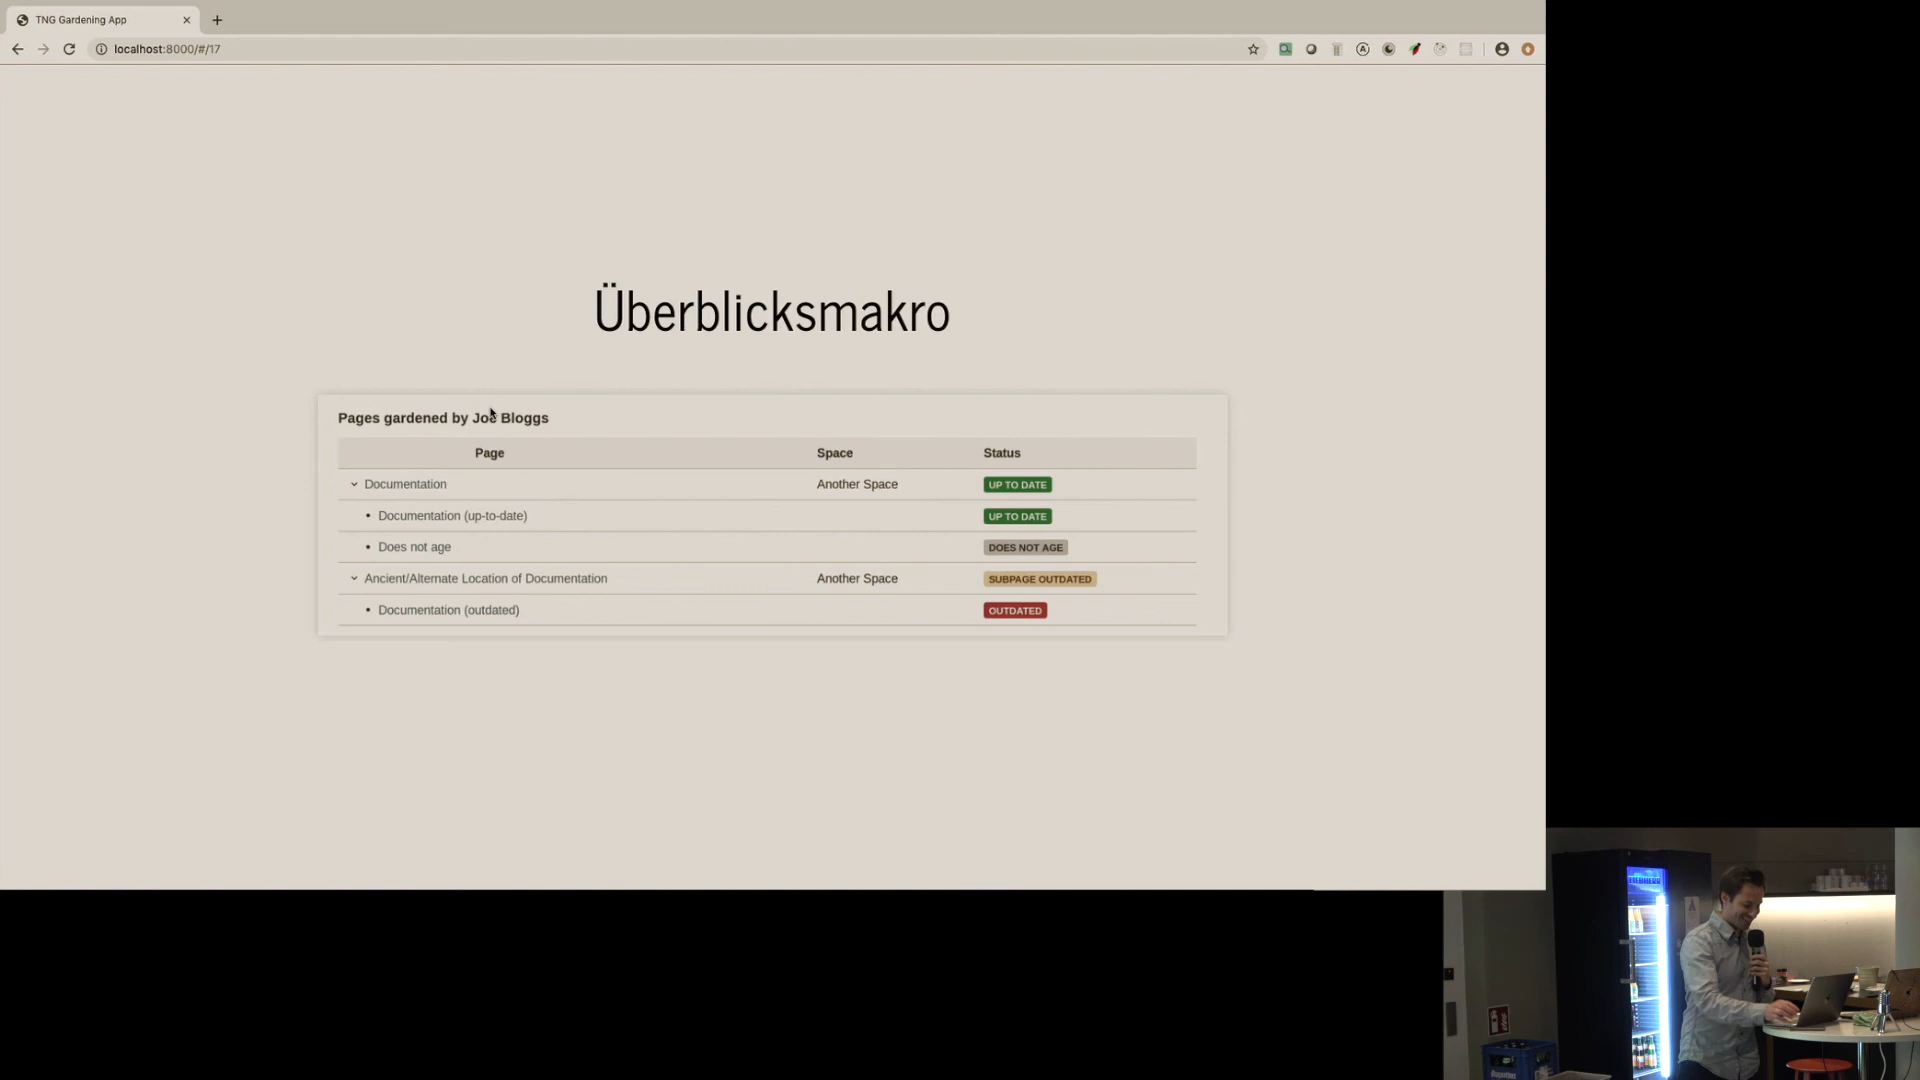 TNG Gardening App
localhost:8000/#/17
Überblicksmakro
Pages gardened by Joe Bloggs
Page Space Status
Documentation Another Space UP TO DATE
• Documentation (up-to-date) UP TO DATE
• Does not age DOES NOT AGE
Ancient/Alternate Location of Documentation Another Space SUBPAGE OUTDATED
• Documentation (outdated) OUTDATED
LIEBHERR